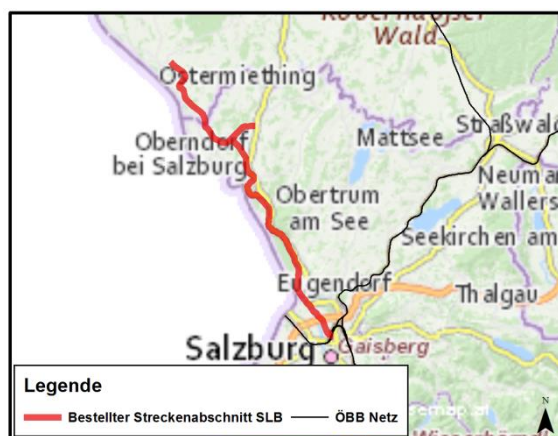 Wald
Ostermiething
Oberndorf
bei Salzburg
Mattsee
Straßwal
Neumar
Wallers
Obertrum
am See
Seekirchen am
Eugendorf
Thalgau
Salzburg
Gaisberg
Legende
Bestellter Streckenabschnitt SLB
ÖBB Netz
N